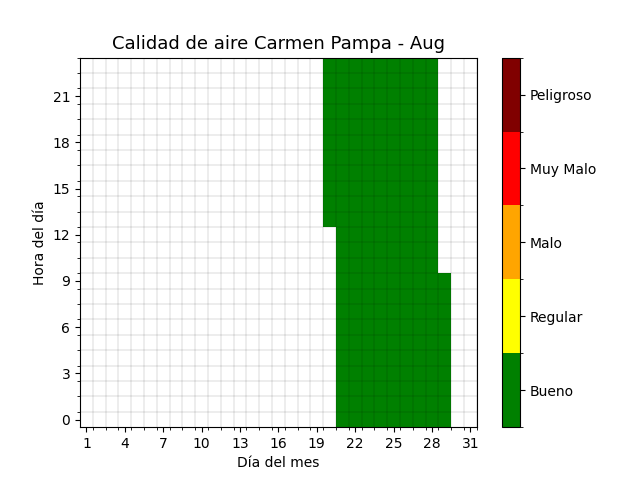 Calidad de aire Carmen Pampa - Aug
Hora del día
21
18
15
12
9
6
3
0
1 4 7 10 13 16 19 22 25 28 31
Día del mes
Peligroso
Muy Malo
Malo
Regular
Bueno